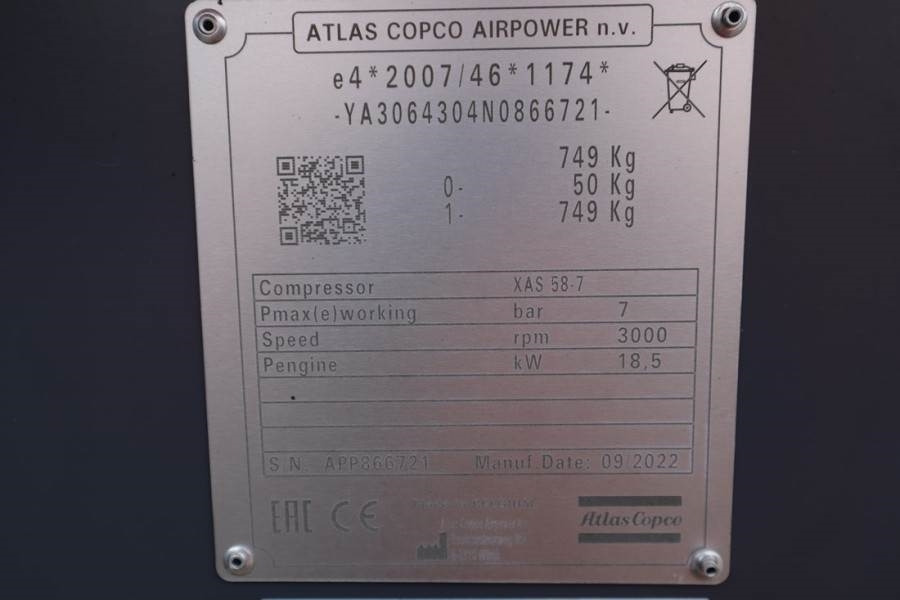 ATLAS COPCO AIRPOWER n.v.
e4*2007/46*1174*
-YA3064304N0866721-
749 Kg
0- 50 Kg
1- 749 Kg
Compressor XAS 58-7
Pmax(e)working bar 7
Speed rpm 3000
Pengine kW 18,5
S.N. APP866721 Manuf.Date: 09/2022
EAC CE
Atlas Copco